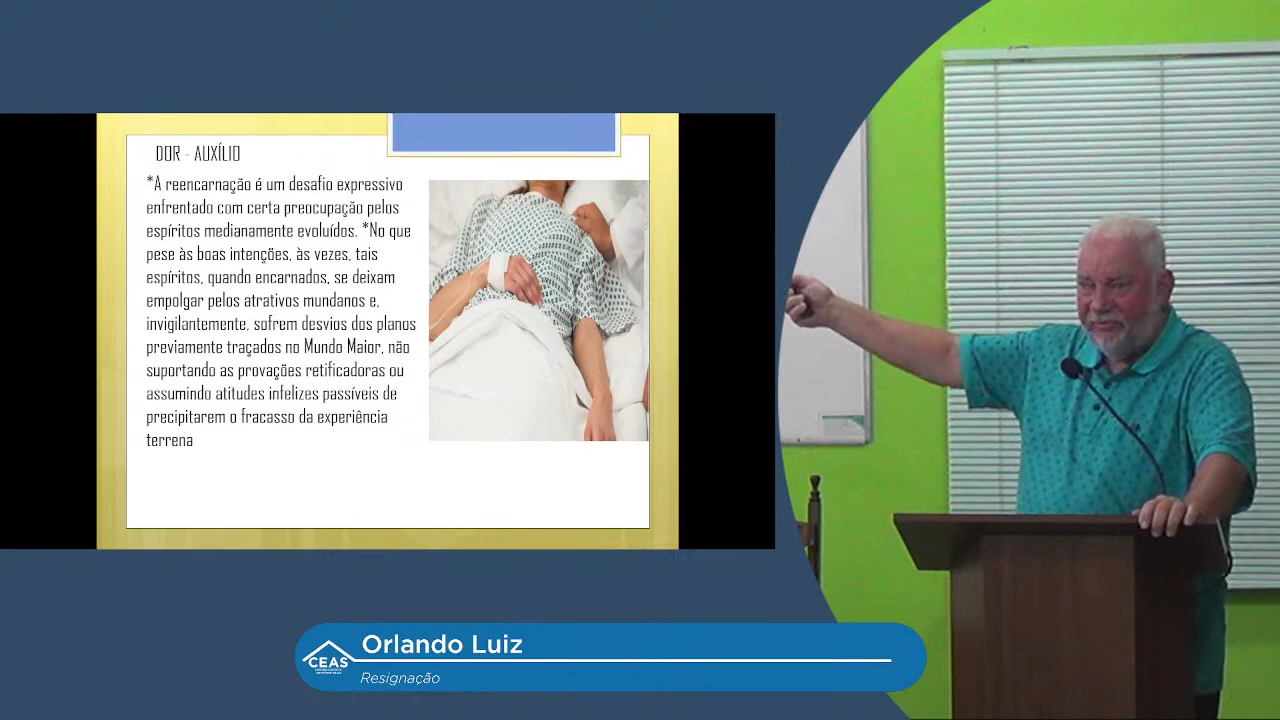 DOR - AUXÍLIO
*A reencarnação é um desafio expressivo
enfrentado com certa preocupação pelos
espíritos medianamente evoluídos. *No que
pese às boas intenções, às vezes, tais
espíritos, quando encarnados, se deixam
empolgar pelos atrativos mundanos e,
invigilantemente, sofrem desvios dos planos
previamente traçados no Mundo Maior, não
suportando as provações retificadoras ou
assumindo atitudes infelizes passíveis de
precipitarem o fracasso da experiência
terrena
Orlando Luiz
CEAS
Resignação